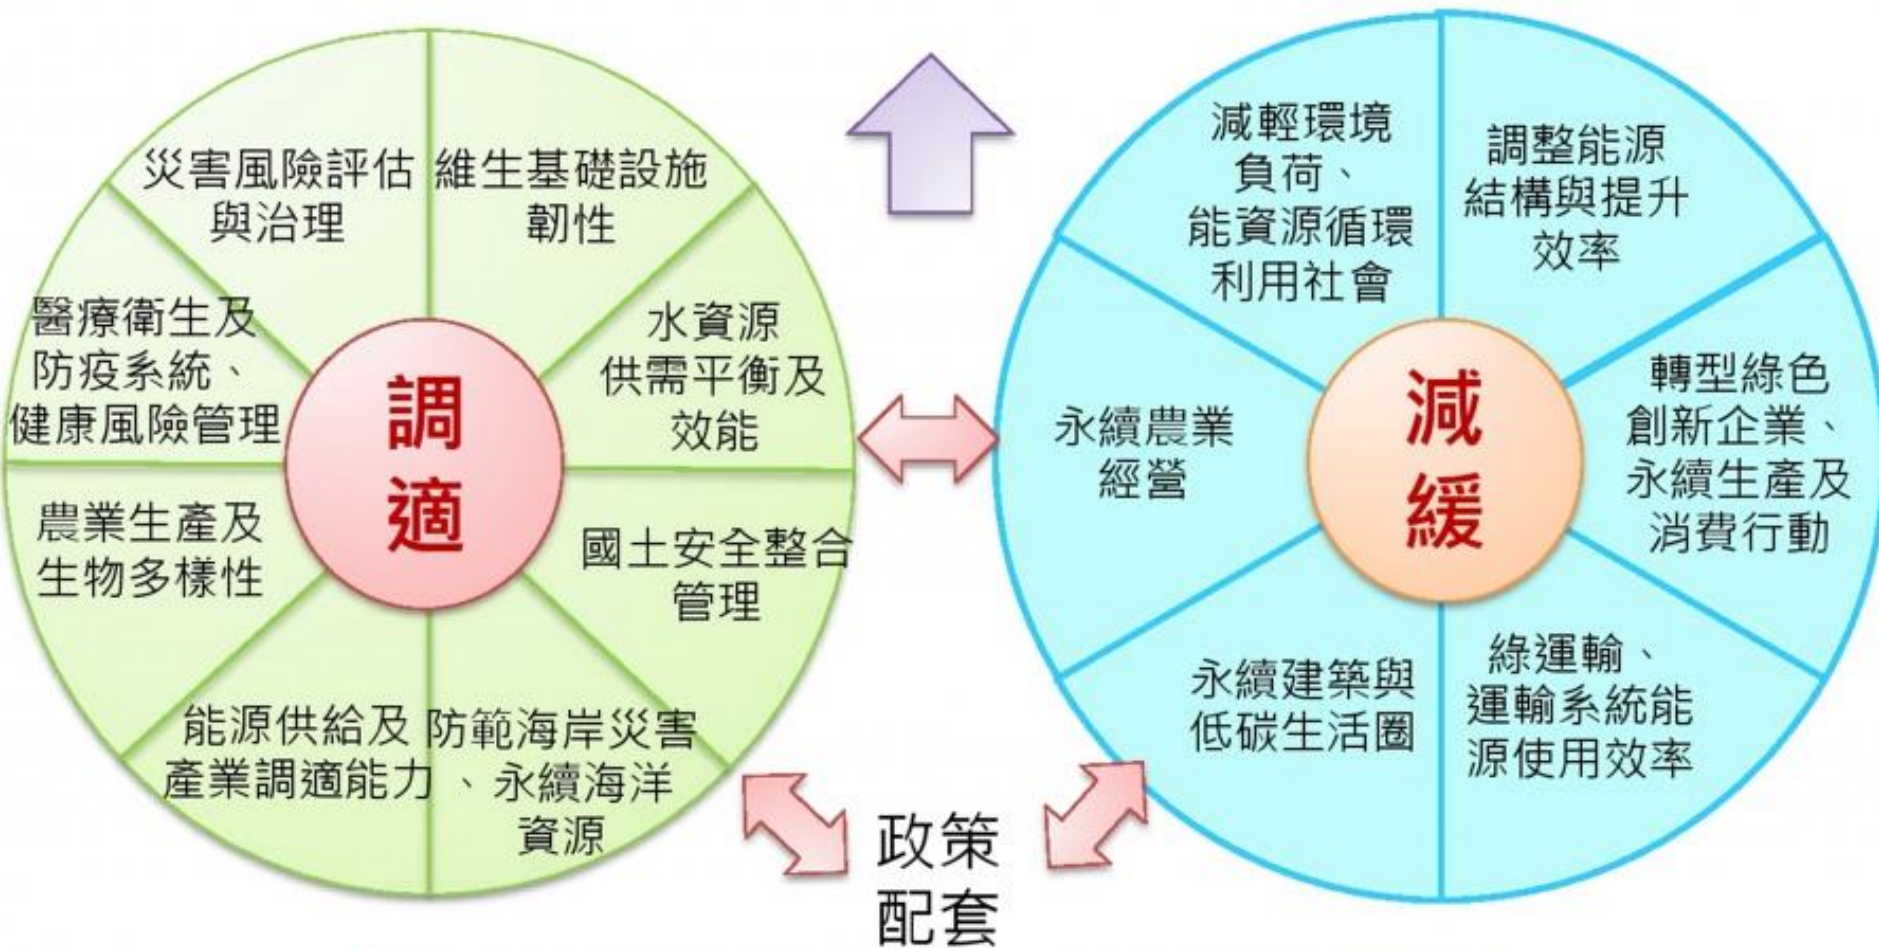 災害風險評估
與治理
維生基礎設施
韌性
水資源
供需平衡及
效能
國土安全整合
管理
防範海岸災害
、永續海洋
資源
能源供給及
產業調適能力
農業生產及
生物多樣性
醫療衛生及
防疫系統、
健康風險管理
調
適
減輕環境
負荷、
能資源循環
利用社會
調整能源
結構與提升
效率
轉型綠色
創新企業、
永續生產及
消費行動
綠運輸、
運輸系統能
源使用效率
永續建築與
低碳生活圈
永續農業
經營
減
緩
政策
配套